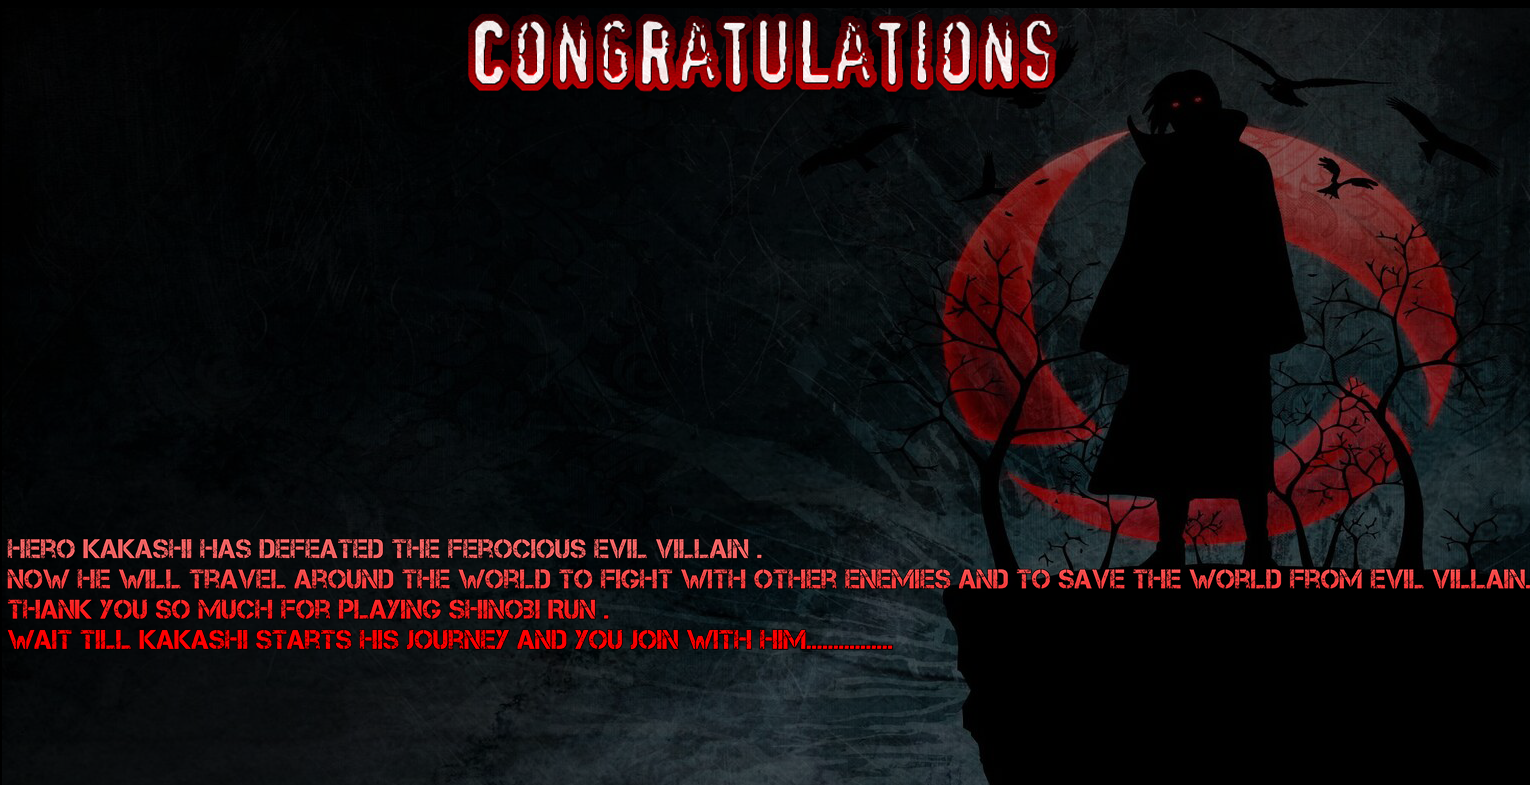 CONGRATULATIONS
HERO KAKASHI HAS DEFEATED THE FEROCIOUS EVIL VILLAIN .
NOW HE WILL TRAVEL AROUND THE WORLD TO FIGHT WITH OTHER ENEMIES AND TO SAVE THE WORLD FROM EVIL VILLAIN.
THANK YOU SO MUCH FOR PLAYING SHINOBI RUN .
WAIT TILL KAKASHI STARTS HIS JOURNEY AND YOU JOIN WITH HIM................